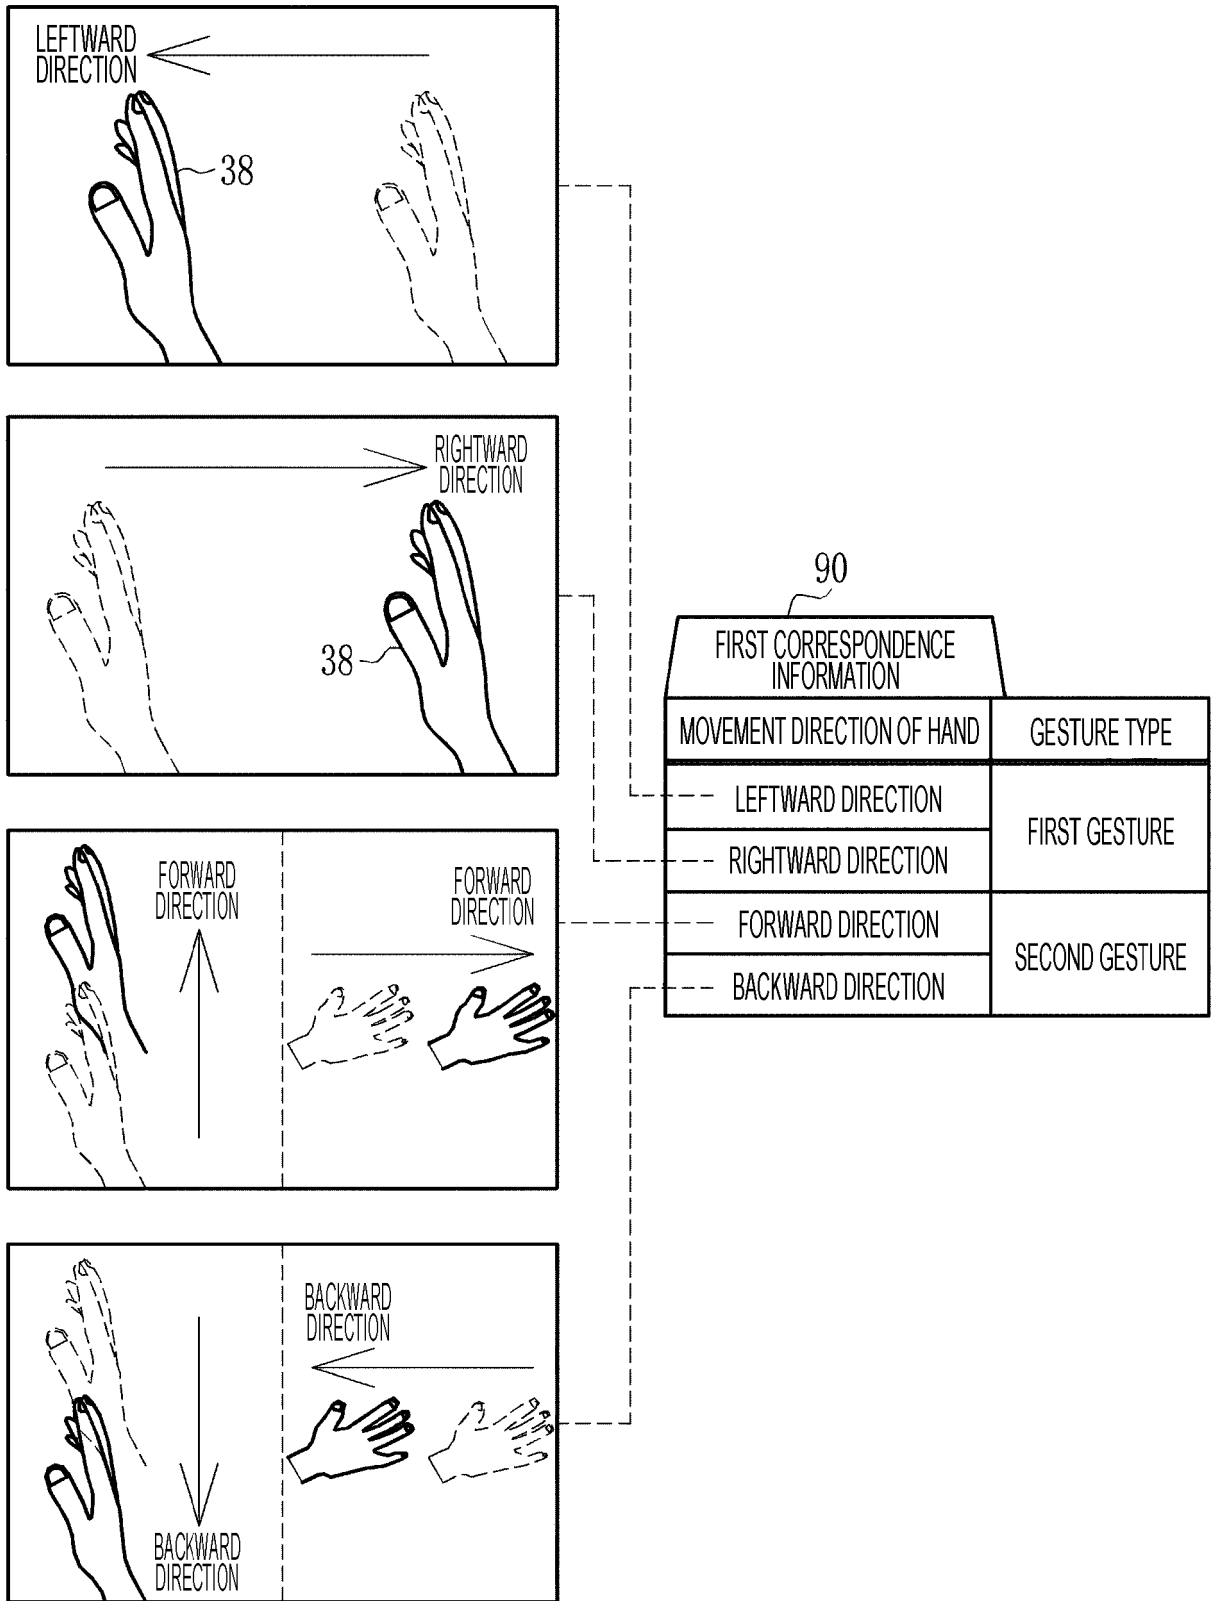 LEFTWARD
DIRECTION
38
RIGHTWARD
DIRECTION
38
FORWARD
DIRECTION
FORWARD
DIRECTION
BACKWARD
DIRECTION
BACKWARD
DIRECTION
90
FIRST CORRESPONDENCE
INFORMATION
MOVEMENT DIRECTION OF HAND
GESTURE TYPE
LEFTWARD DIRECTION
RIGHTWARD DIRECTION
FIRST GESTURE
FORWARD DIRECTION
BACKWARD DIRECTION
SECOND GESTURE